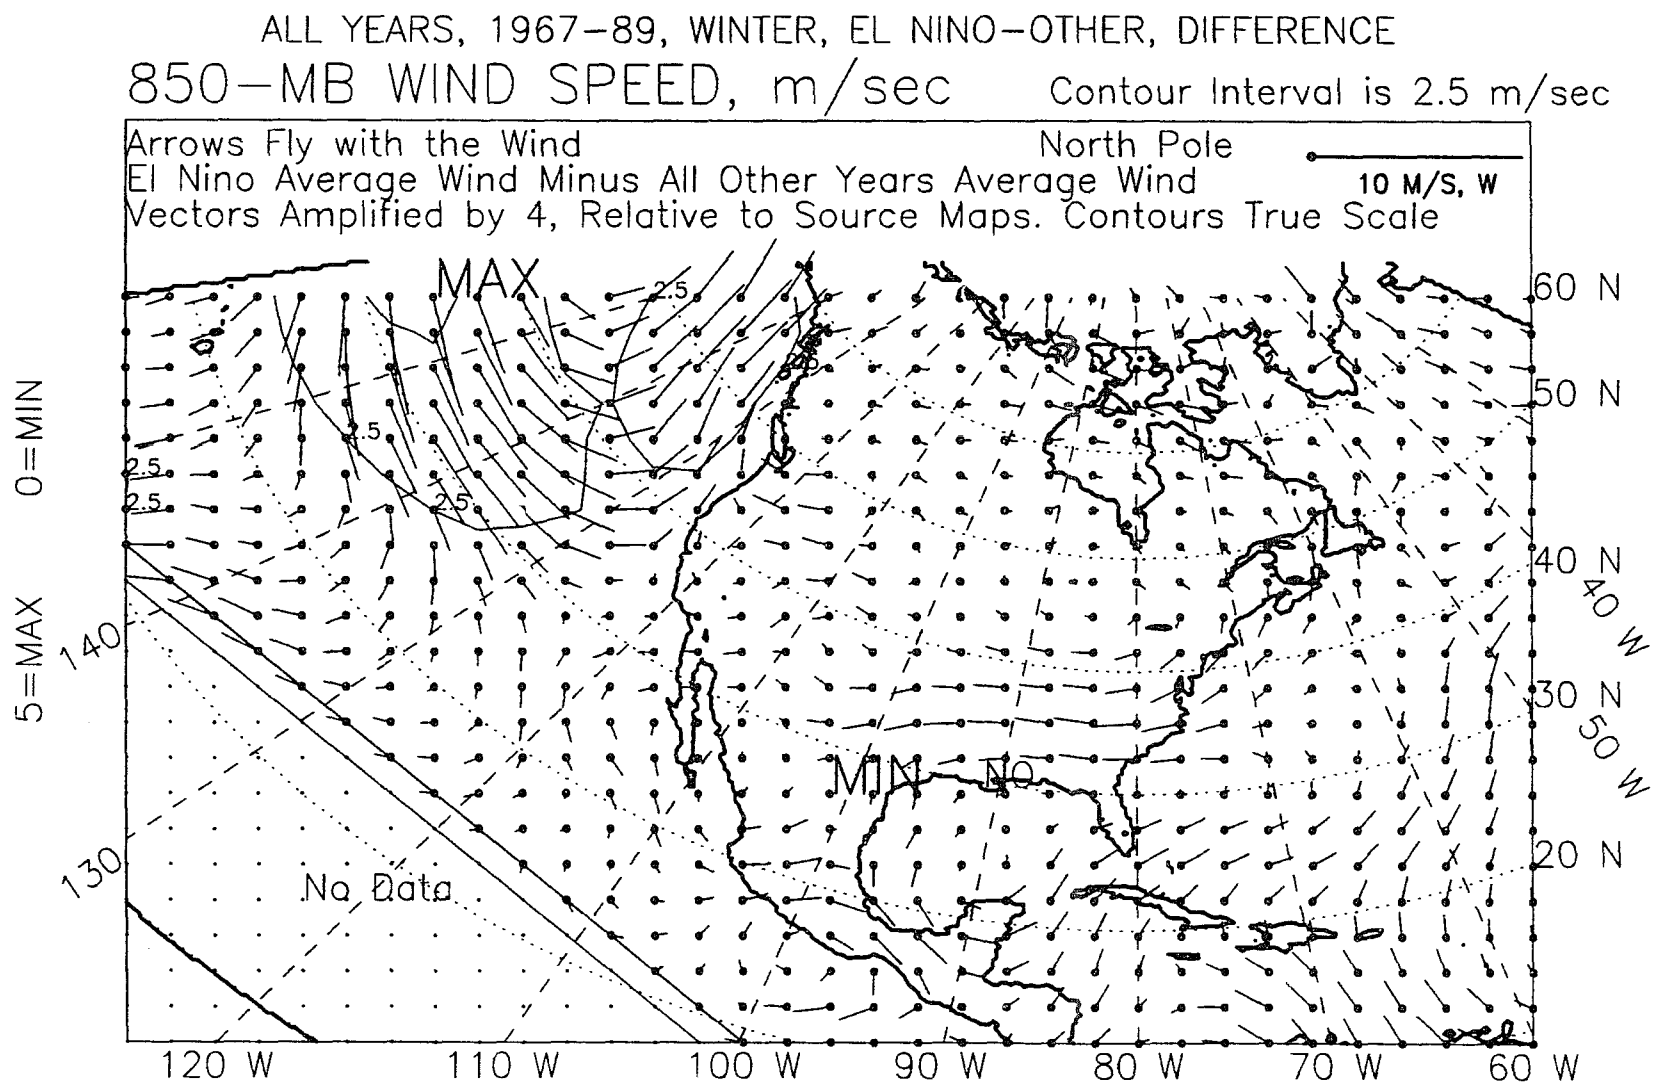 ALL YEARS, 1967-89, WINTER, EL NINO-OTHER, DIFFERENCE
850-MB WIND SPEED, m/sec
Contour Interval is 2.5 m/sec
Arrows Fly with the Wind
North Pole
El Nino Average Wind Minus All Other Years Average Wind
10 M/S, W
Vectors Amplified by 4, Relative to Source Maps. Contours True Scale
MAX
2.5
60 N
50 N
2.5
2.5
2.5
2.5
40 N
40 W
30 N
50 W
MIN
No
20 N
No Data
0=MIN
5=MAX
140
130
120 W
110 W
100 W
90 W
80 W
70 W
60 W